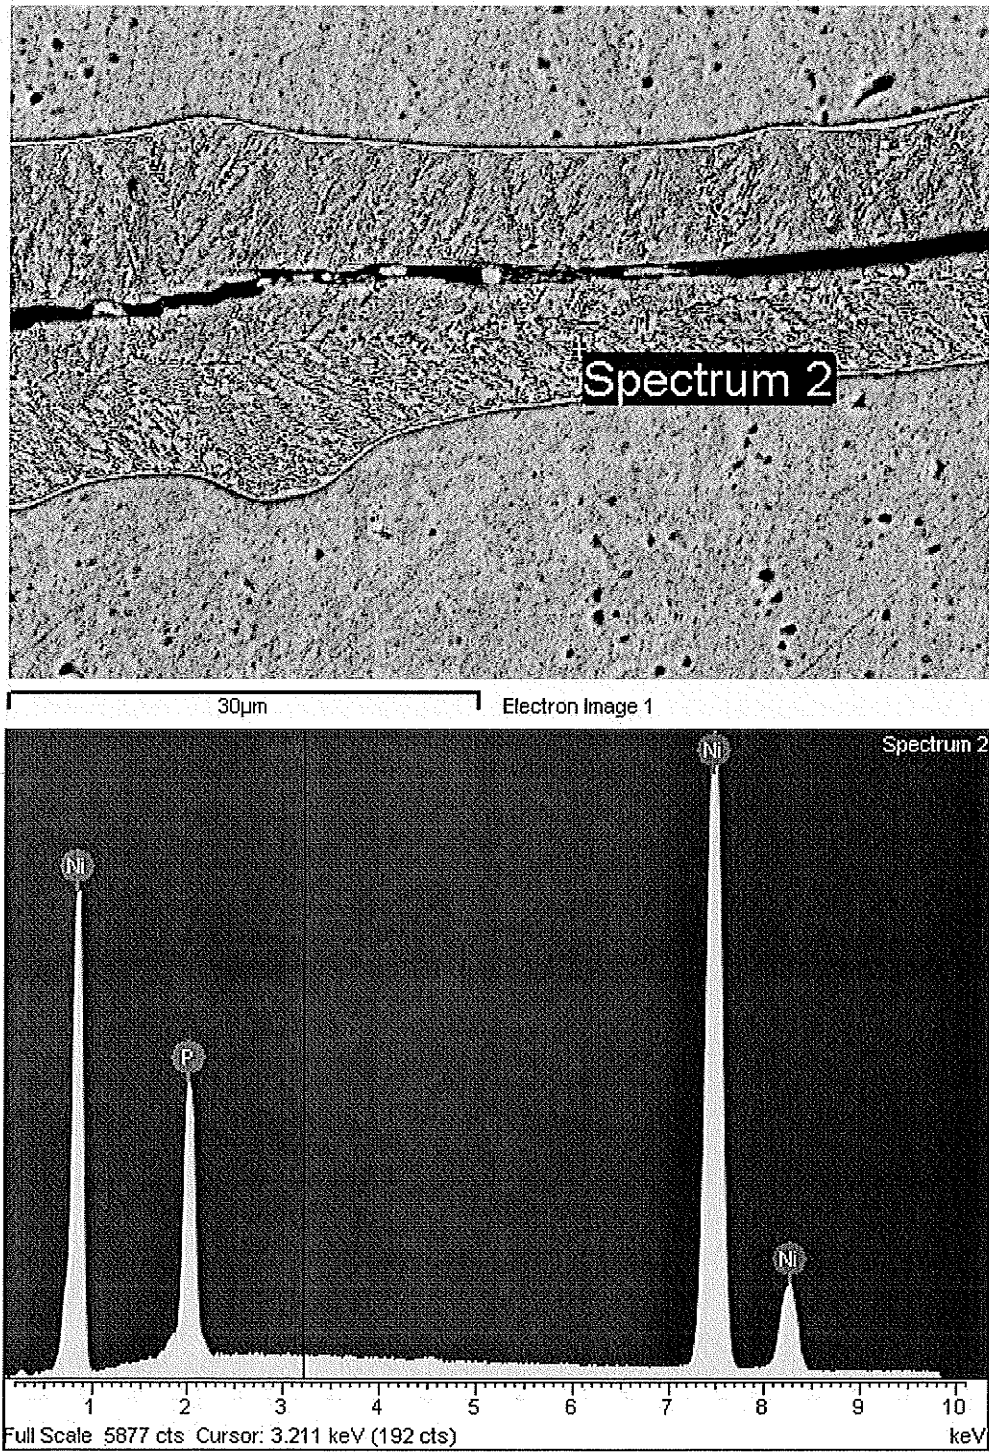 Spectrum 2
30µm Electron Image 1
Spectrum 2
Ni
Ni
P
Ni
1 2 3 4 5 6 7 8 9 10
Full Scale 5877 cts Cursor: 3.211 keV (192 cts) keV